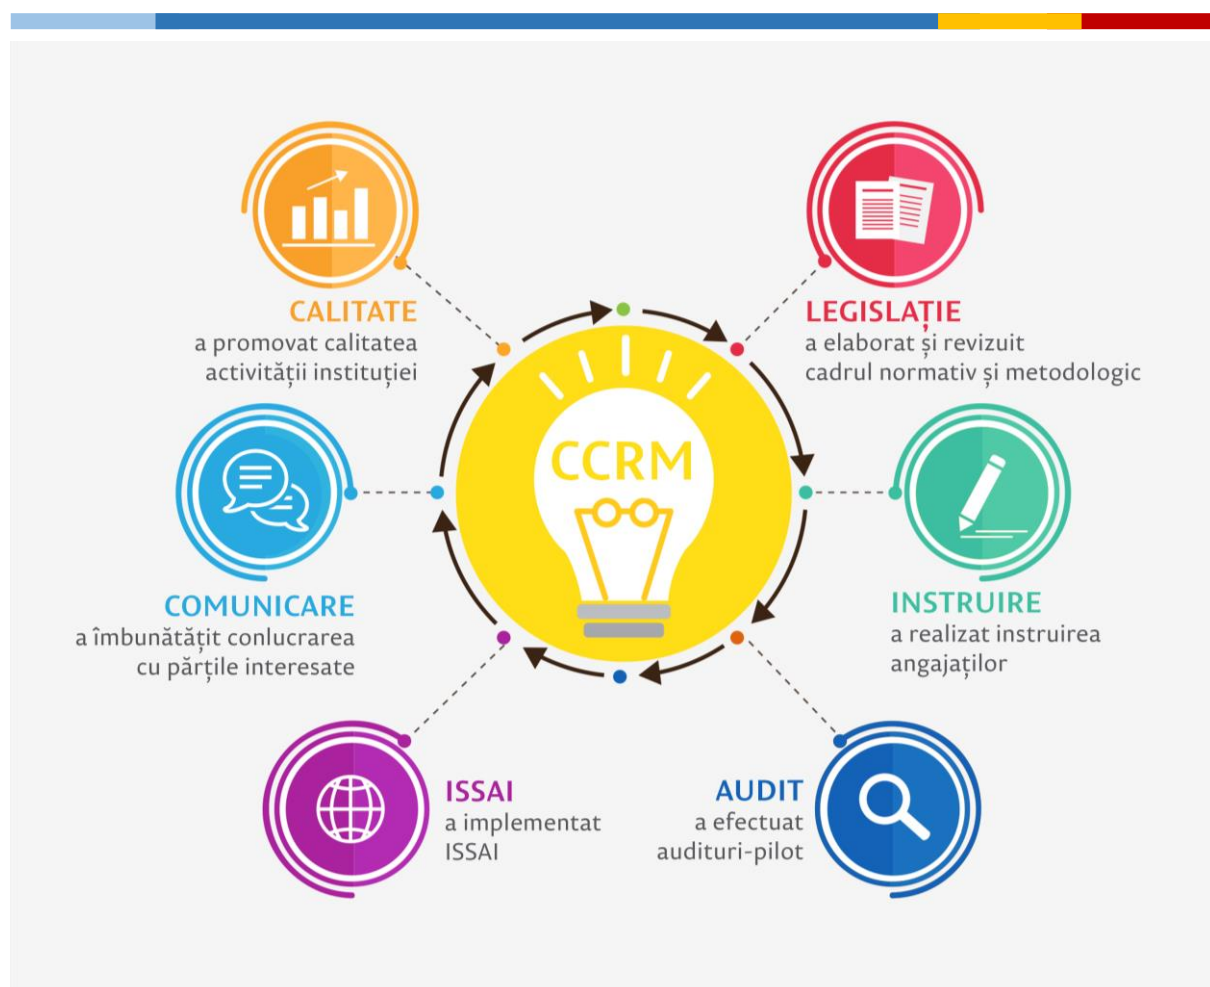 CALITATE
a promovat calitatea
activității instituției
LEGISLAȚIE
a elaborat și revizuit
cadrul normativ și metodologic
CCRM
COMUNICARE
a îmbunătățit conlucrarea
cu părțile interesate
INSTRUIRE
a realizat instruirea
angajaților
ISSAI
a implementat
ISSAI
AUDIT
a efectuat
audituri-pilot